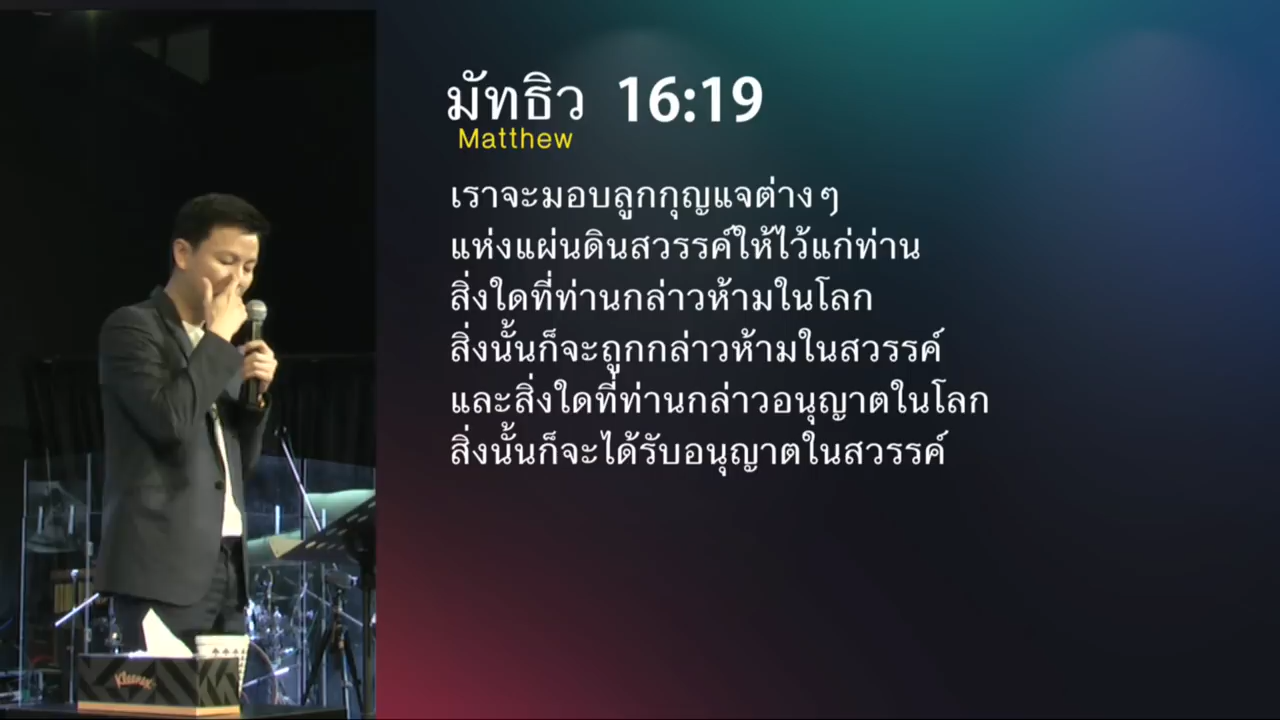 มัทธิว 16:19
Matthew
เราจะมอบลูกกุญแจต่างๆ
แห่งแผ่นดินสวรรค์ให้ไว้แก่ท่าน
สิ่งใดที่ท่านกล่าวห้ามในโลก
สิ่งนั้นก็จะถูกกล่าวห้ามในสวรรค์
และสิ่งใดที่ท่านกล่าวอนุญาตในโลก
สิ่งนั้นก็จะได้รับอนุญาตในสวรรค์
Kleenex